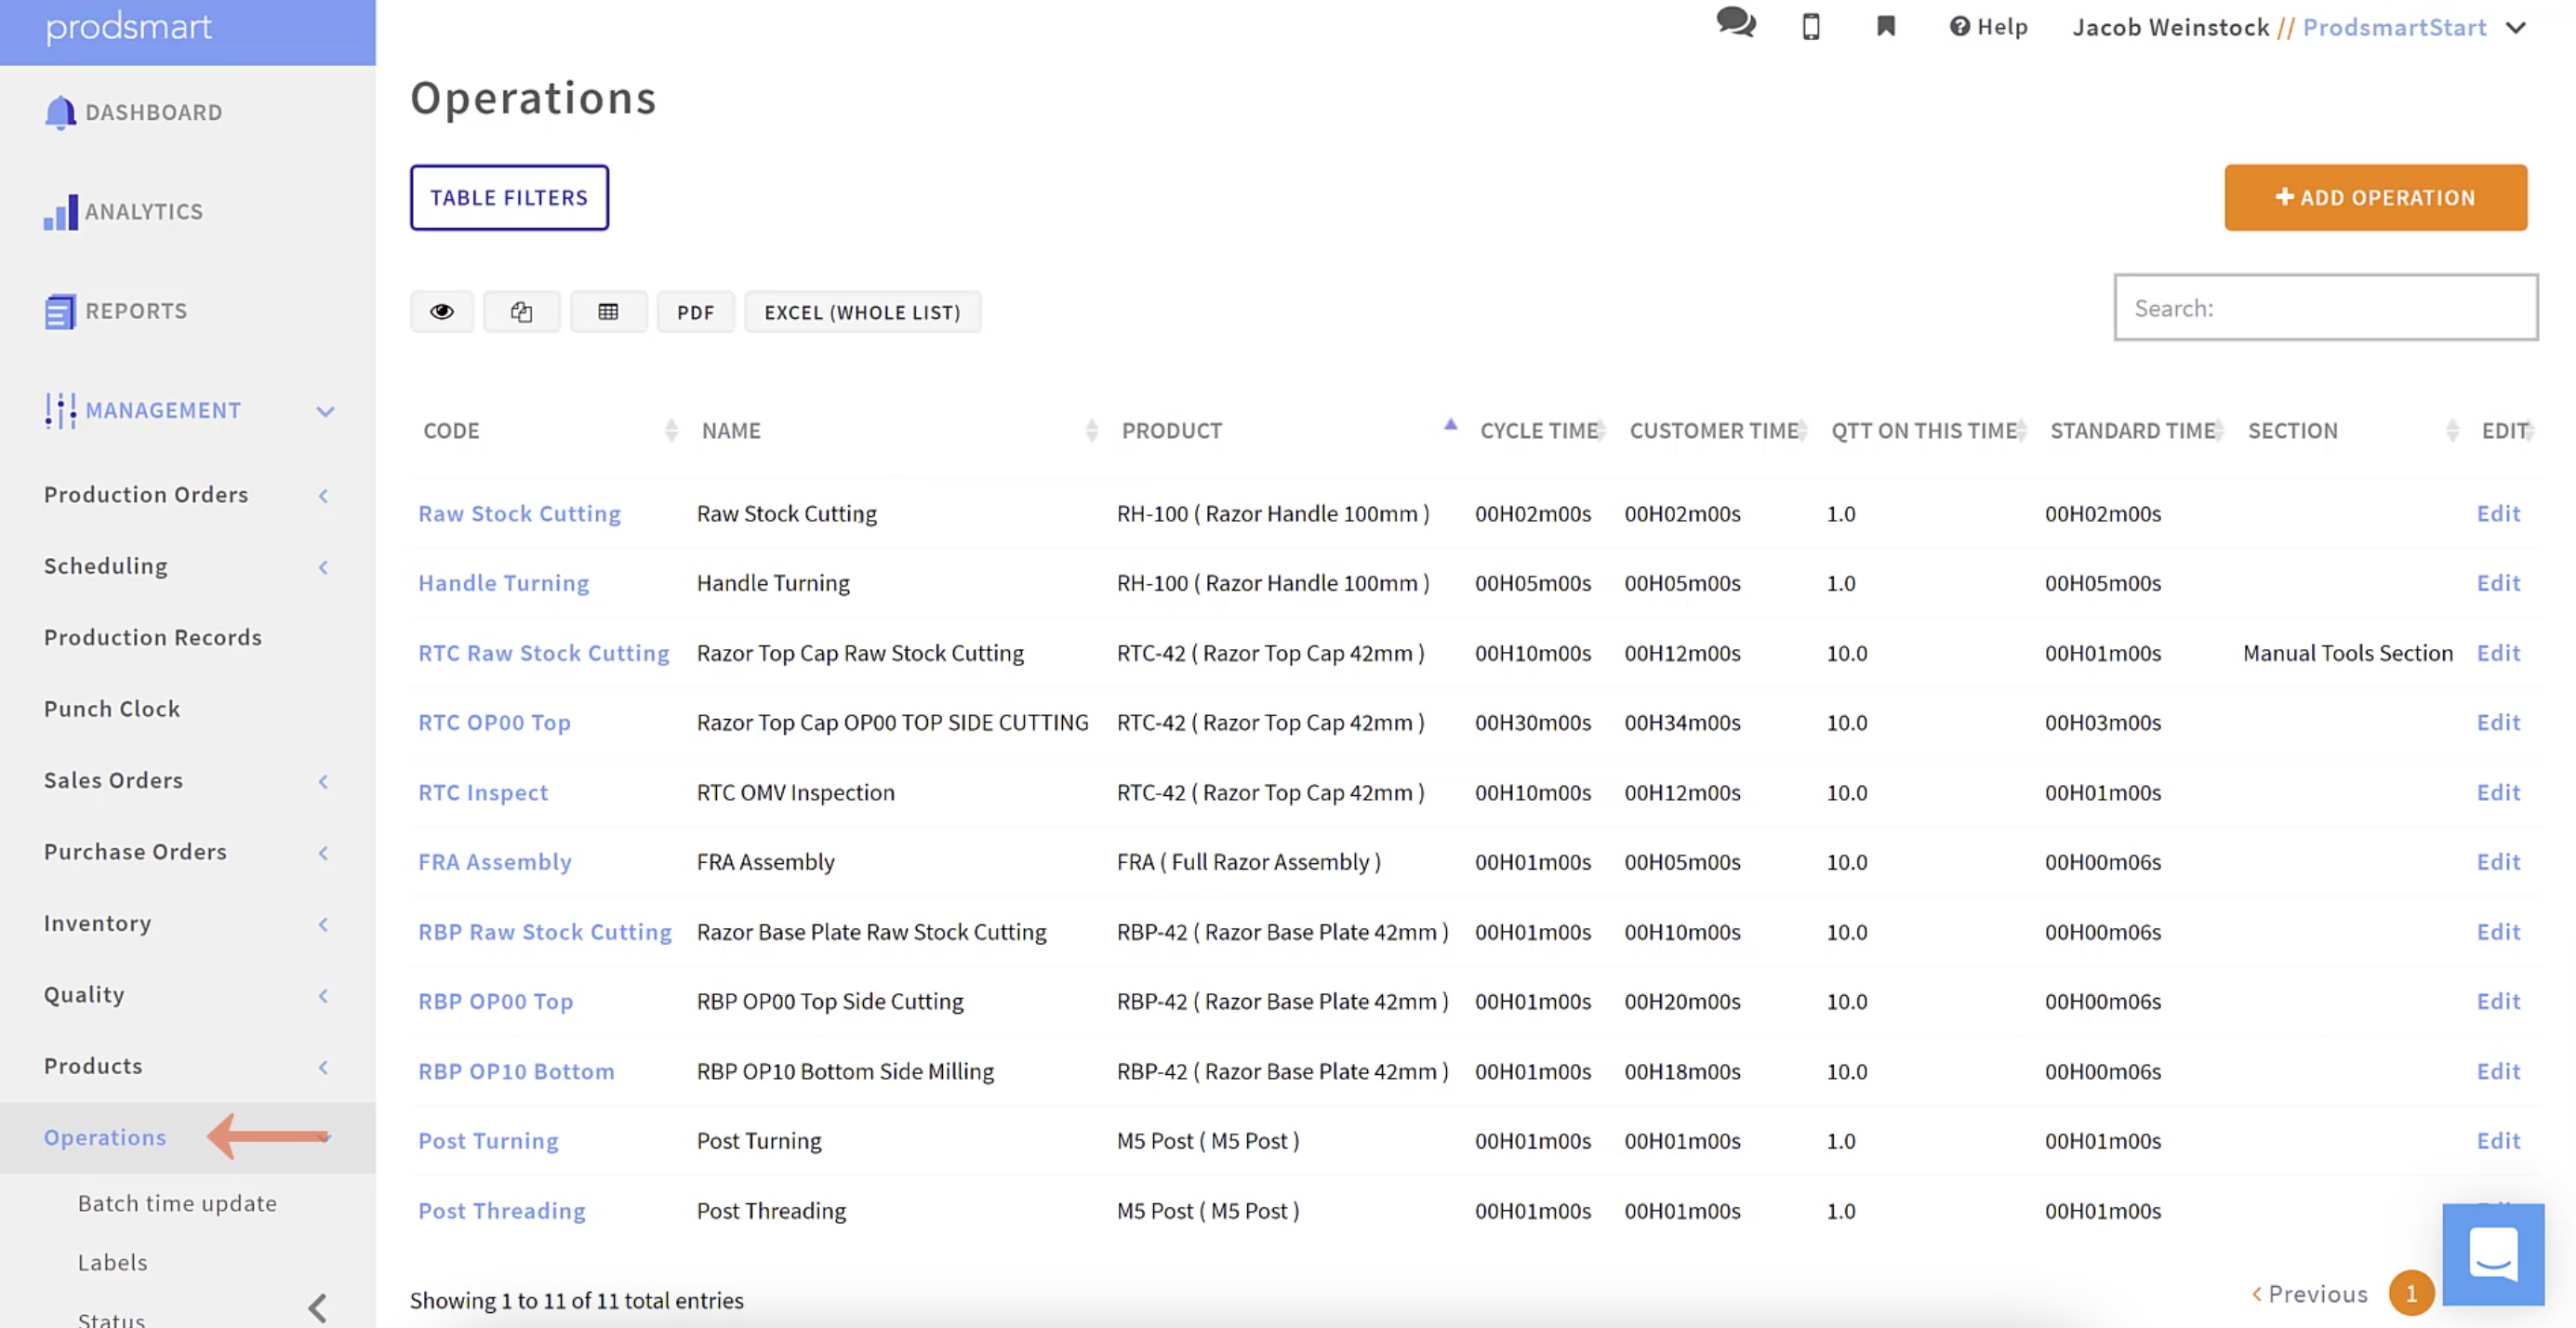 prodsmart
Help
Jacob Weinstock // ProdsmartStart
DASHBOARD
ANALYTICS
REPORTS
MANAGEMENT
Production Orders
Scheduling
Production Records
Punch Clock
Sales Orders
Purchase Orders
Inventory
Quality
Products
Operations
Batch time update
Labels
Status
Operations
TABLE FILTERS
+ ADD OPERATION
PDF EXCEL (WHOLE LIST)
Search:
CODE NAME PRODUCT CYCLE TIME CUSTOMER TIME QTT ON THIS TIME STANDARD TIME SECTION EDIT
Raw Stock Cutting Raw Stock Cutting RH-100 ( Razor Handle 100mm ) 00H02m00s 00H02m00s 1.0 00H02m00s Edit
Handle Turning Handle Turning RH-100 ( Razor Handle 100mm ) 00H05m00s 00H05m00s 1.0 00H05m00s Edit
RTC Raw Stock Cutting Razor Top Cap Raw Stock Cutting RTC-42 ( Razor Top Cap 42mm ) 00H10m00s 00H12m00s 10.0 00H01m00s Manual Tools Section Edit
RTC OP00 Top Razor Top Cap OP00 TOP SIDE CUTTING RTC-42 ( Razor Top Cap 42mm ) 00H30m00s 00H34m00s 10.0 00H03m00s Edit
RTC Inspect RTC OMV Inspection RTC-42 ( Razor Top Cap 42mm ) 00H10m00s 00H12m00s 10.0 00H01m00s Edit
FRA Assembly FRA Assembly FRA ( Full Razor Assembly ) 00H01m00s 00H05m00s 10.0 00H00m06s Edit
RBP Raw Stock Cutting Razor Base Plate Raw Stock Cutting RBP-42 ( Razor Base Plate 42mm ) 00H01m00s 00H10m00s 10.0 00H00m06s Edit
RBP OP00 Top RBP OP00 Top Side Cutting RBP-42 ( Razor Base Plate 42mm ) 00H01m00s 00H20m00s 10.0 00H00m06s Edit
RBP OP10 Bottom RBP OP10 Bottom Side Milling RBP-42 ( Razor Base Plate 42mm ) 00H01m00s 00H18m00s 10.0 00H00m06s Edit
Post Turning Post Turning M5 Post ( M5 Post ) 00H01m00s 00H01m00s 1.0 00H01m00s Edit
Post Threading Post Threading M5 Post ( M5 Post ) 00H01m00s 00H01m00s 1.0 00H01m00s
Showing 1 to 11 of 11 total entries
Previous 1